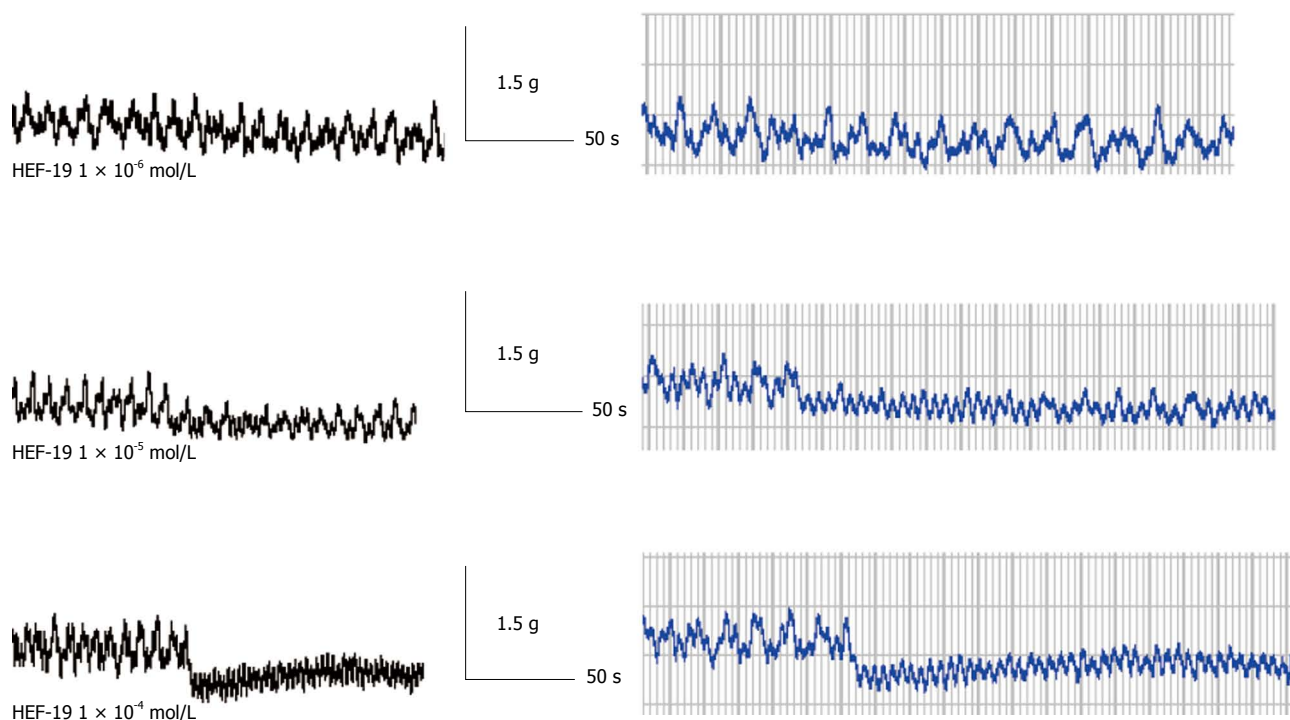 1.5 g
50 s
HEF-19 1 × 10⁻⁶ mol/L
1.5 g
50 s
HEF-19 1 × 10⁻⁵ mol/L
1.5 g
50 s
HEF-19 1 × 10⁻⁴ mol/L